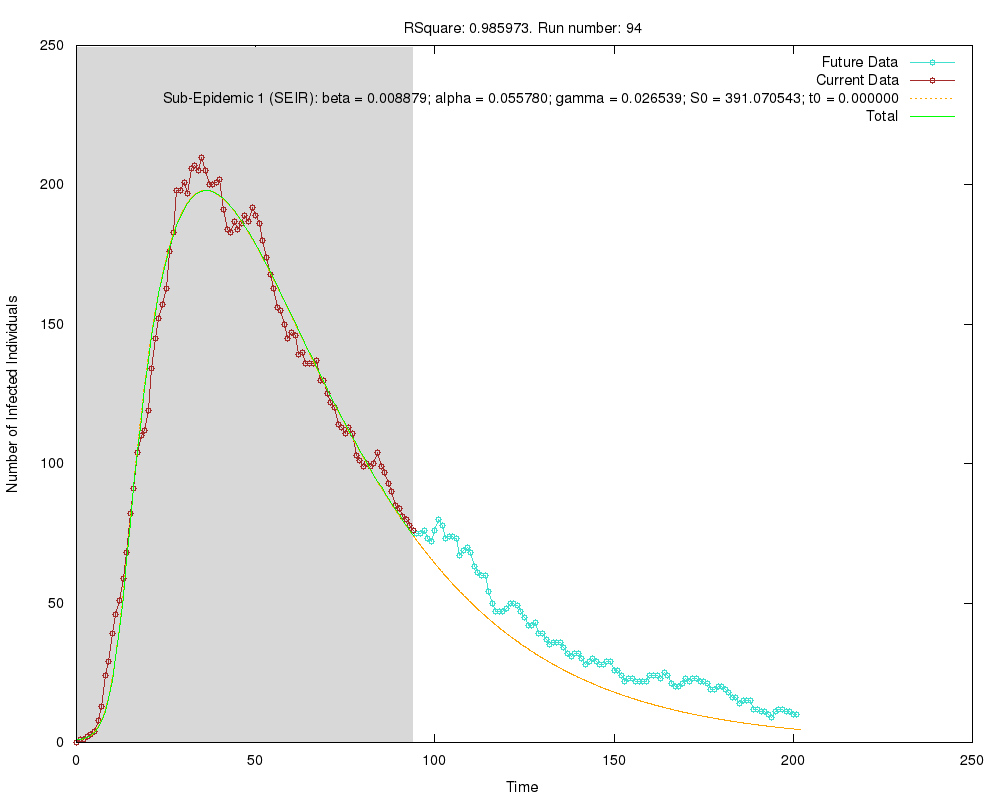 RSquare: 0.985973. Run number: 94
250
200
150
100
50
0
Number of Infected Individuals
Future Data
Current Data
Sub-Epidemic 1 (SEIR): beta = 0.008879; alpha = 0.055780; gamma = 0.026539; S0 = 391.070543; t0 = 0.000000
Total
0 50 100 150 200 250
Time